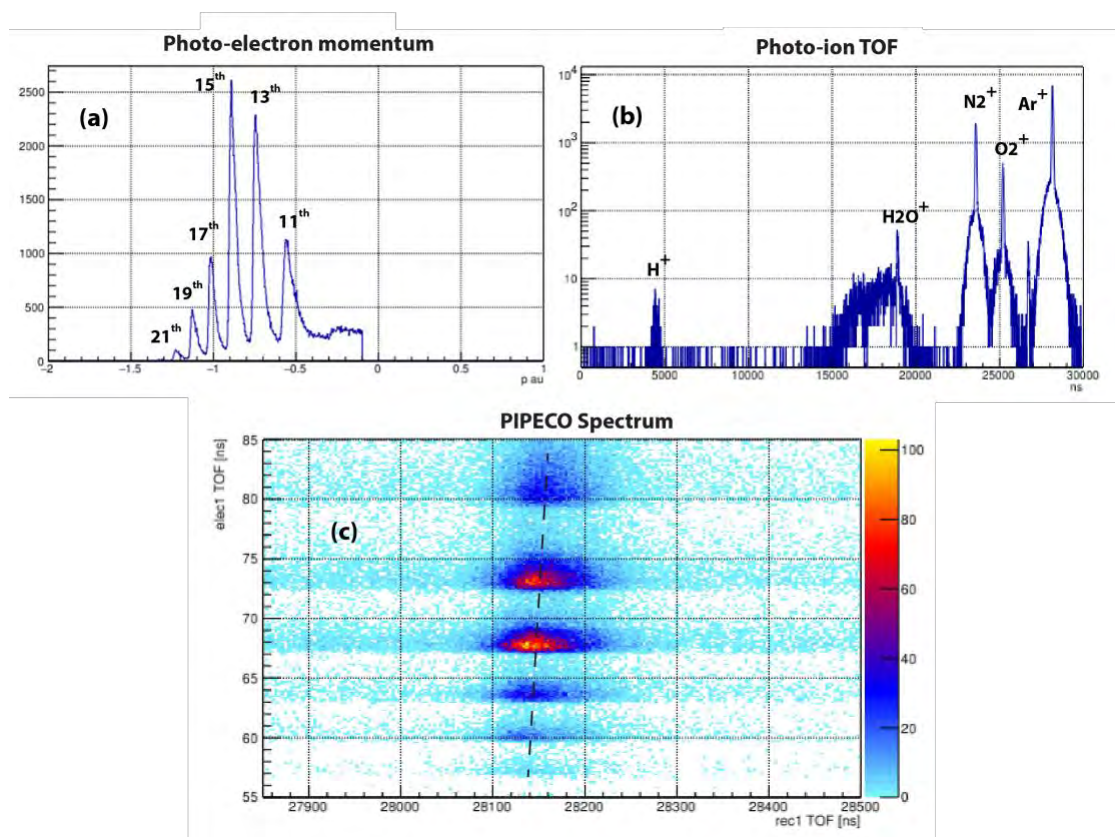 Photo-electron momentum
(a)
15th
13th
17th
11th
19th
21th
2500
2000
1500
1000
500
0
−2 −1.5 −1 −0.5 0 0.5 1
p au
Photo-ion TOF
(b)
N2+
Ar+
O2+
H2O+
H+
10^4
10^3
10^2
10
1
0 5000 10000 15000 20000 25000 30000
ns
PIPECO Spectrum
(c)
elec1 TOF [ns]
85
80
75
70
65
60
55
27900 28000 28100 28200 28300 28400 28500
rec1 TOF [ns]
100
80
60
40
20
0